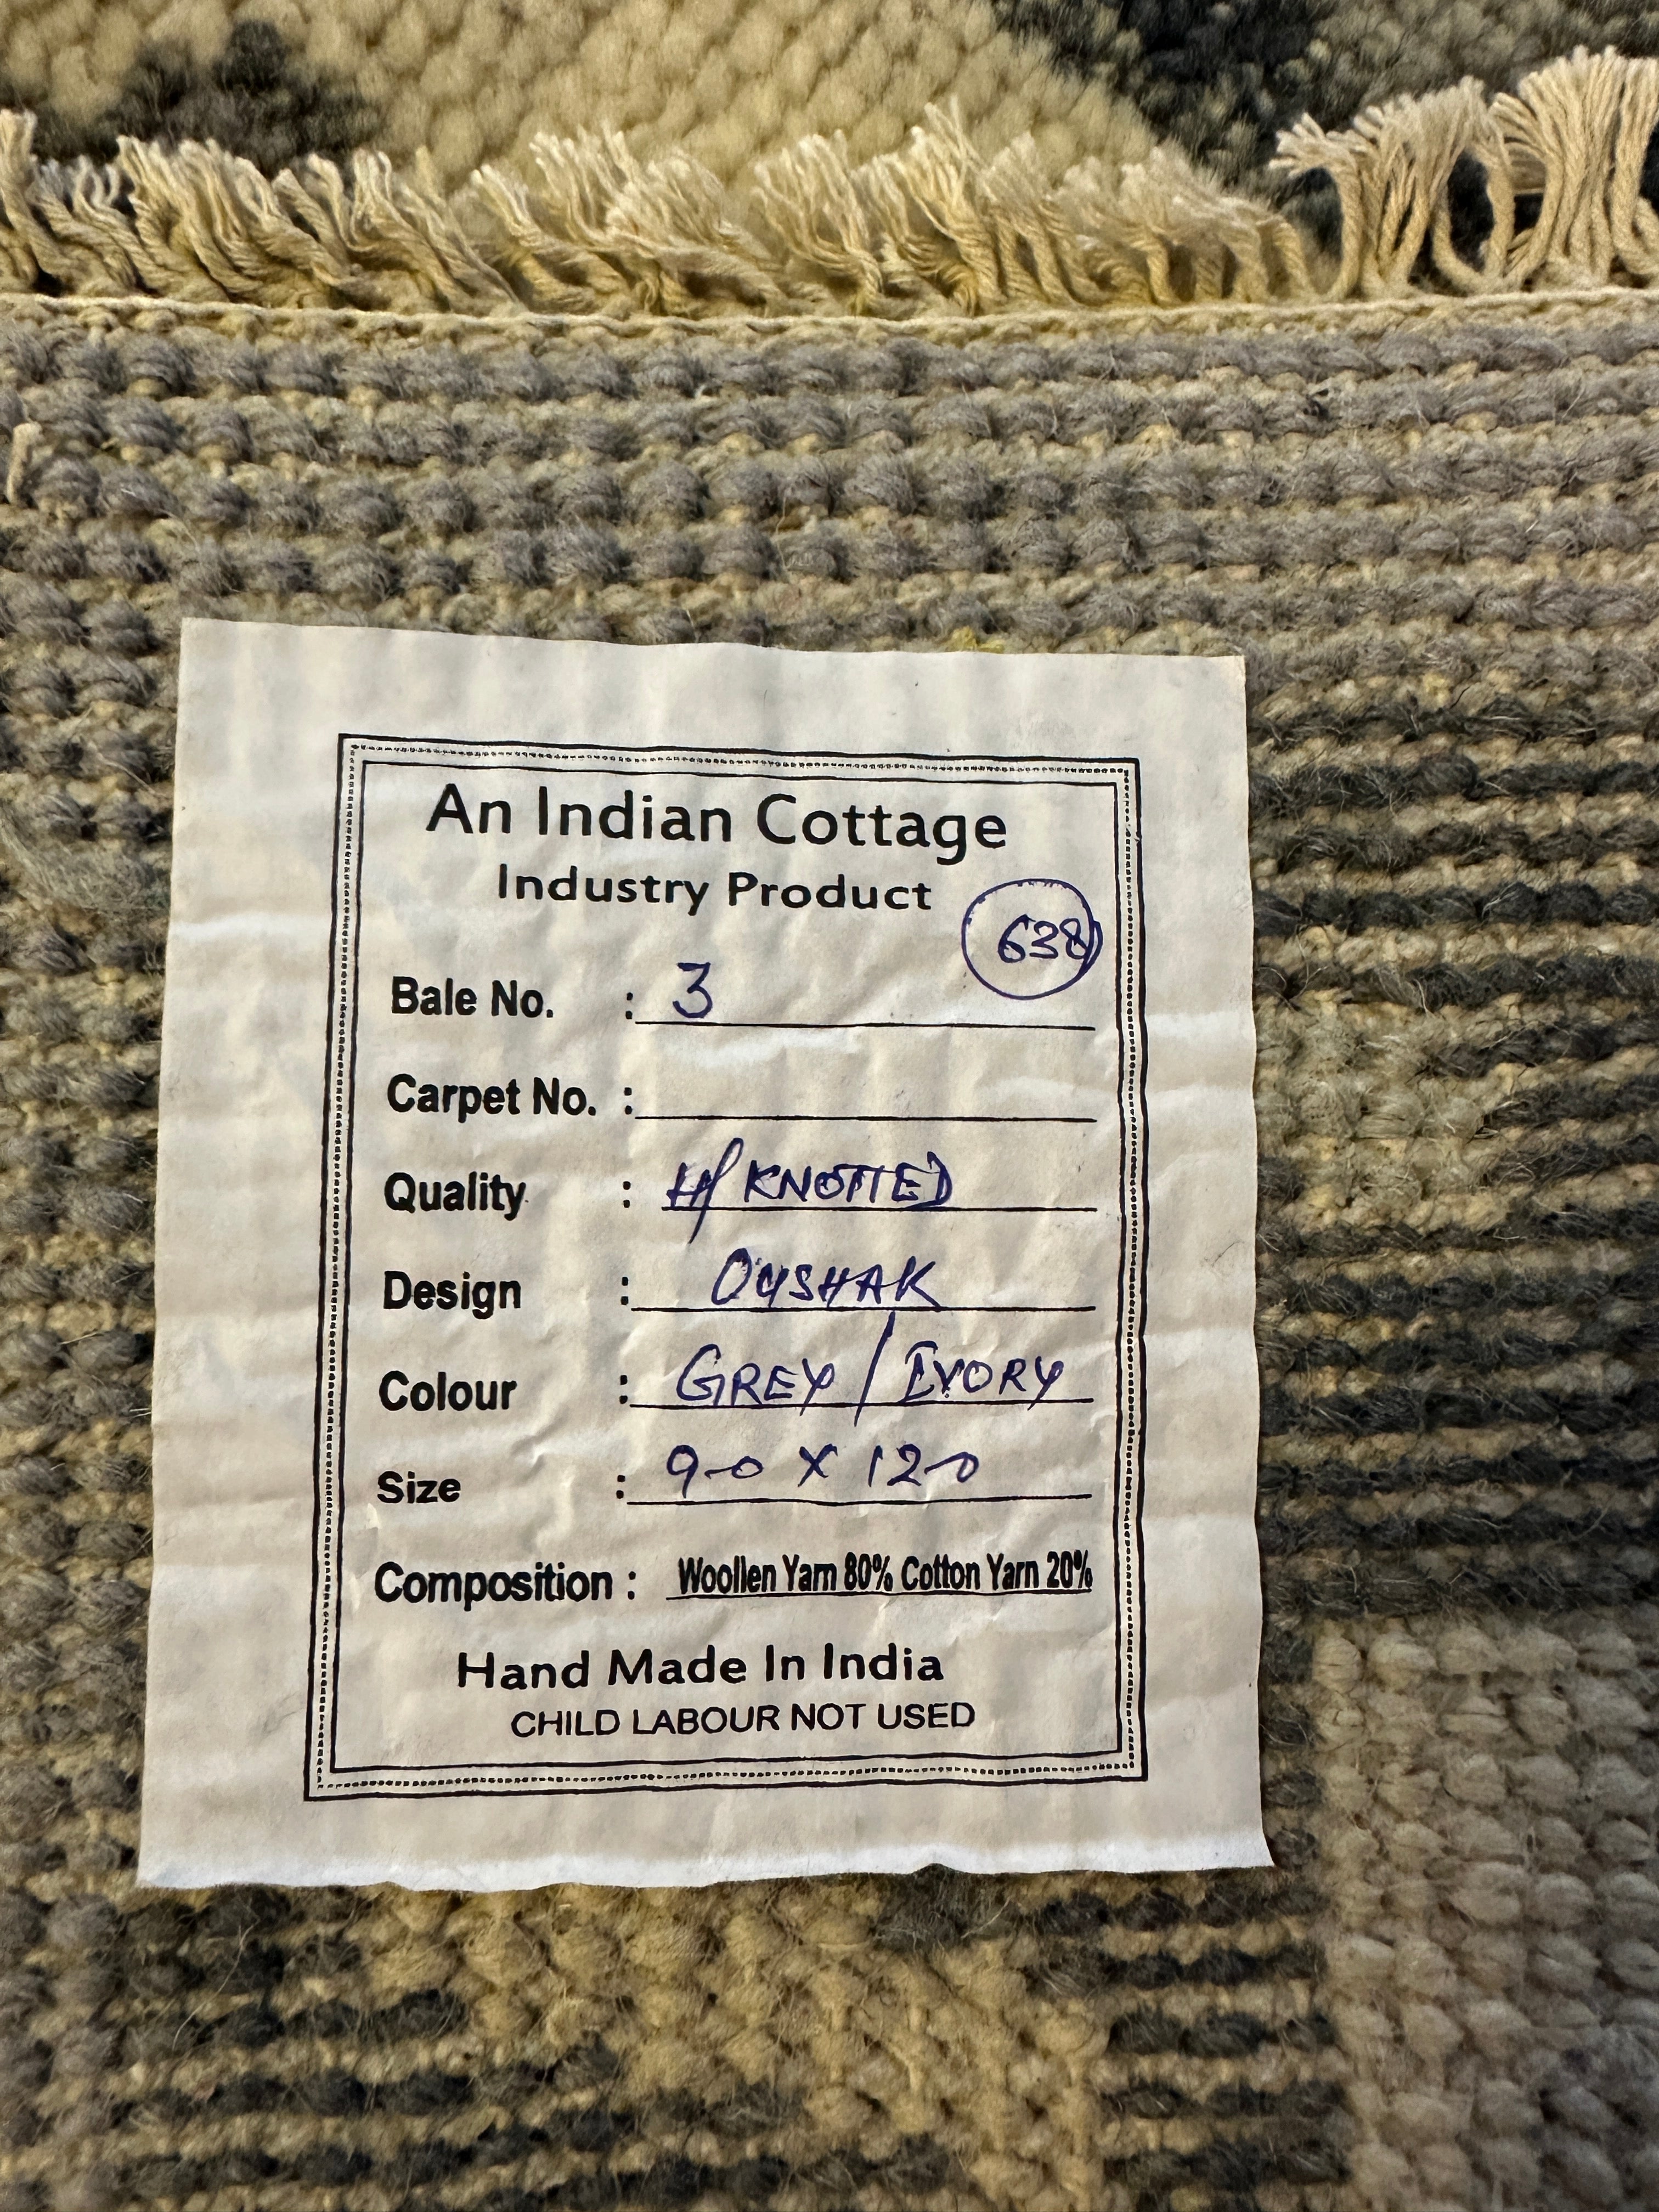 An Indian Cottage
Industry Product
638
Bale No. : 3
Carpet No. :
Quality : H/ KNOTTED
Design : OUSHAK
Colour : GREY / IVORY
Size : 9-0 X 12-0
Composition : Woollen Yarn 80% Cotton Yarn 20%
Hand Made In India
CHILD LABOUR NOT USED